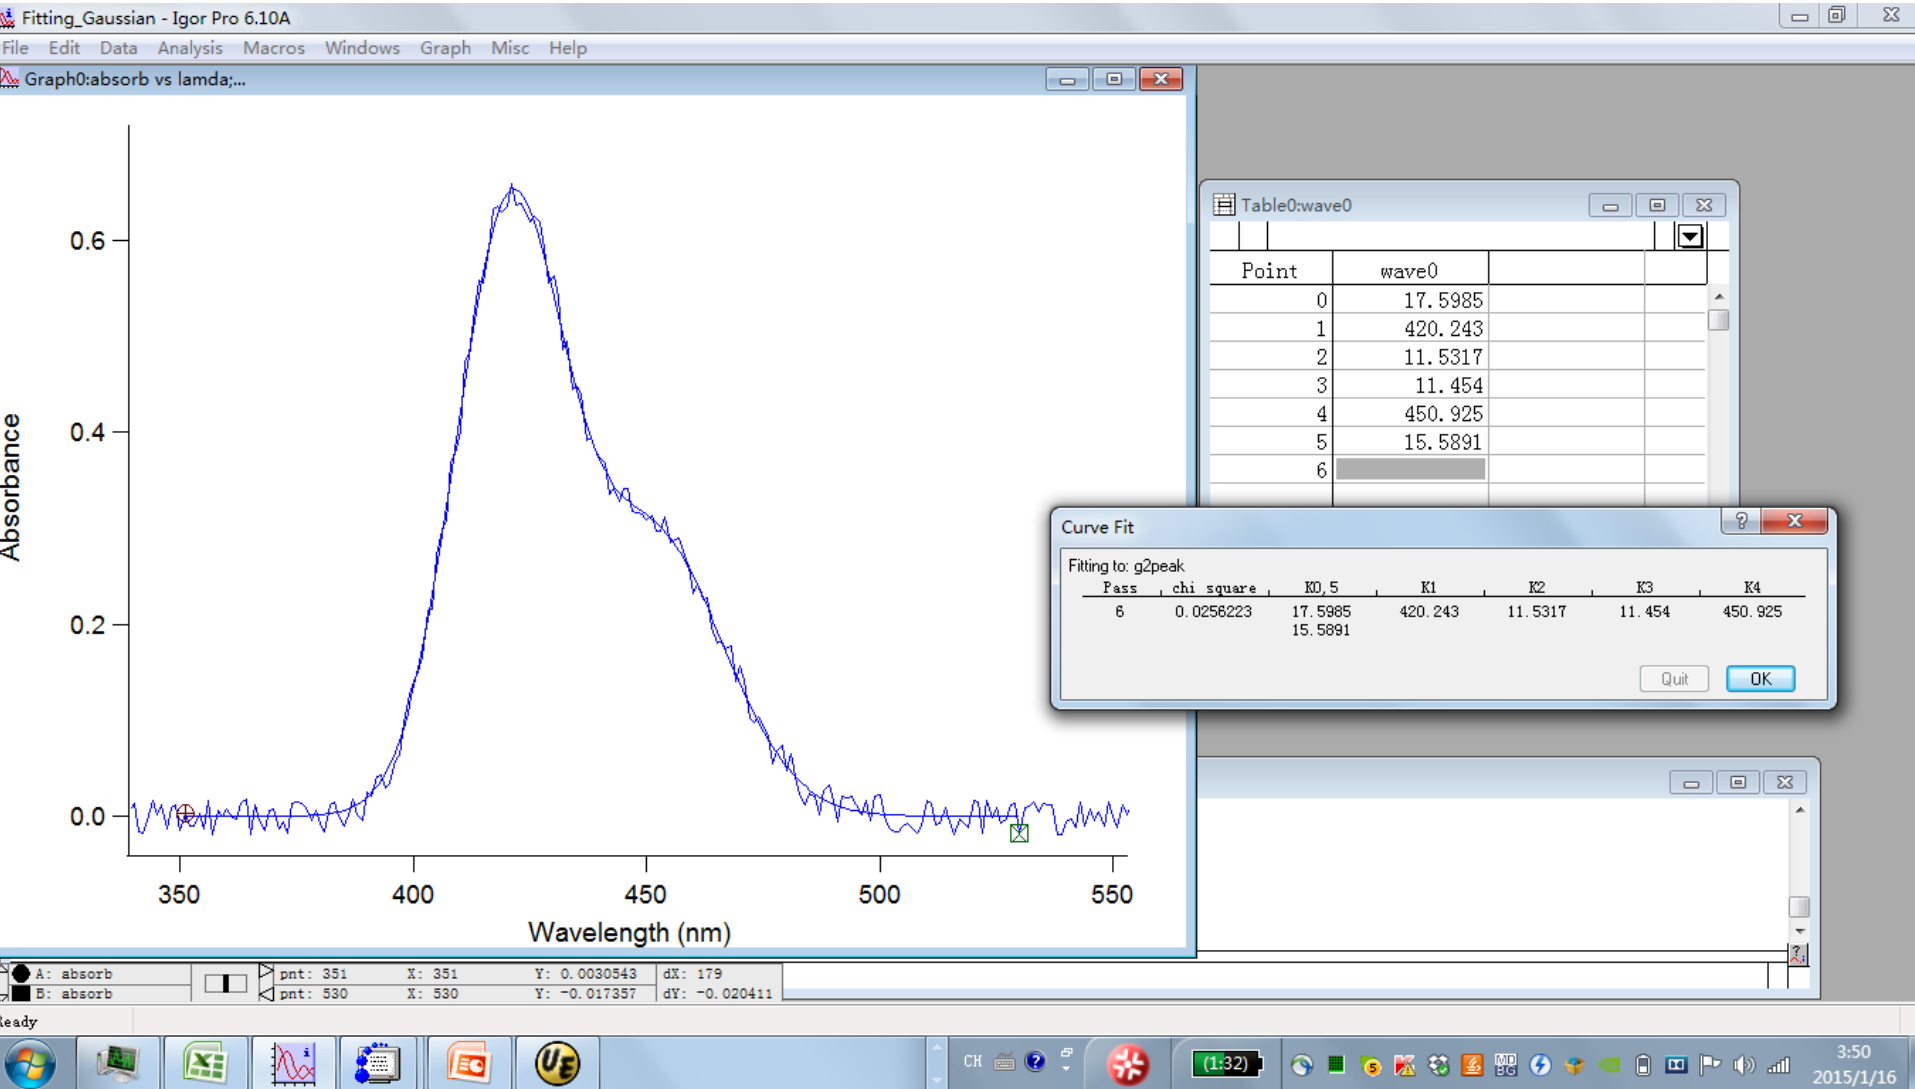 Fitting_Gaussian - Igor Pro 6.10A
File Edit Data Analysis Macros Windows Graph Misc Help
Graph0:absorb vs lamda;...
0.6
0.4
0.2
0.0
Absorbance
350 400 450 500 550
Wavelength (nm)
Table0:wave0
Point wave0
0 17.5985
1 420.243
2 11.5317
3 11.454
4 450.925
5 15.5891
6
Curve Fit
Fitting to: g2peak
Pass chi square K0,5 K1 K2 K3 K4
6 0.0256223 17.5985 420.243 11.5317 11.454 450.925
15.5891
Quit OK
A: absorb pnt: 351 X: 351 Y: 0.0030543 dX: 179
B: absorb pnt: 530 X: 530 Y: -0.017357 dY: -0.020411
Ready
CH (1:32) 3:50
2015/1/16